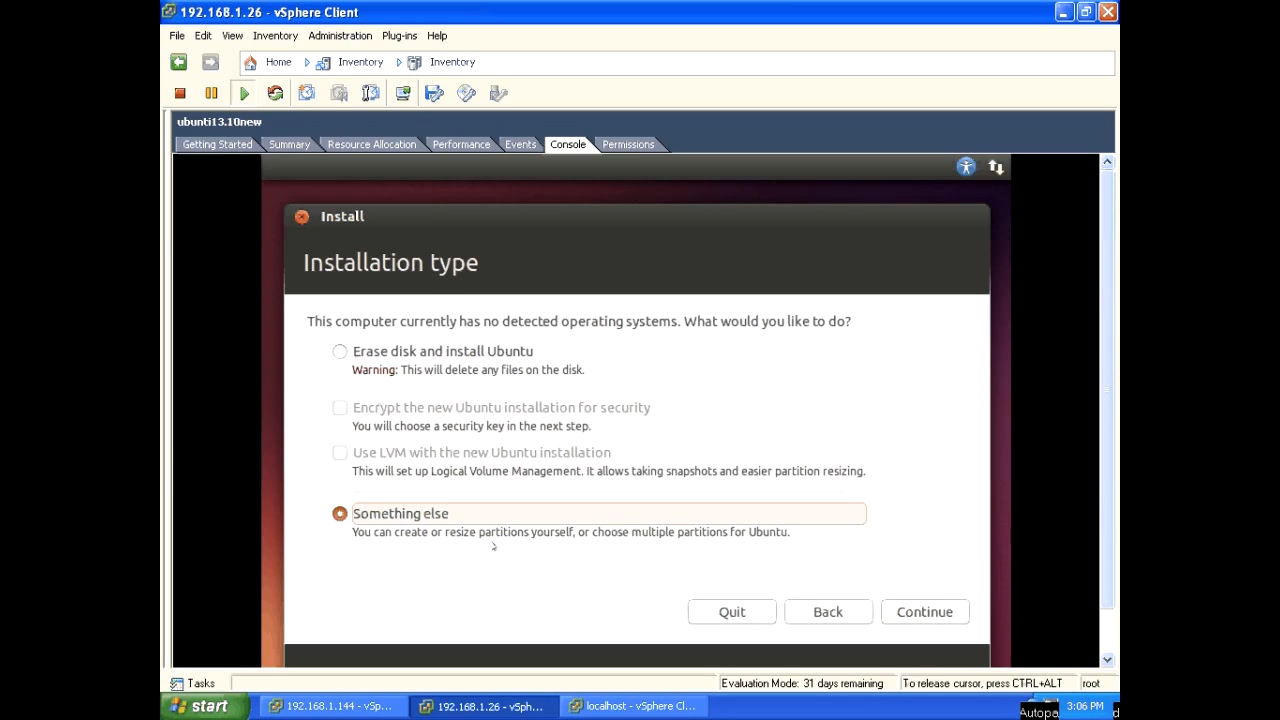 192.168.1.26 - vSphere Client
File Edit View Inventory Administration Plug-ins Help
Home Inventory Inventory
ubunti13.10new
Getting Started Summary Resource Allocation Performance Events Console Permissions
Install
Installation type
This computer currently has no detected operating systems. What would you like to do?
Erase disk and install Ubuntu
Warning: This will delete any files on the disk.
Encrypt the new Ubuntu installation for security
You will choose a security key in the next step.
Use LVM with the new Ubuntu installation
This will set up Logical Volume Management. It allows taking snapshots and easier partition resizing.
Something else
You can create or resize partitions yourself, or choose multiple partitions for Ubuntu.
Quit Back Continue
Tasks Evaluation Mode: 31 days remaining To release cursor, press CTRL+ALT root
start 192.168.1.144 - vSp... 192.168.1.26 - vSph... localhost - vSphere Cl... 3:06 PM